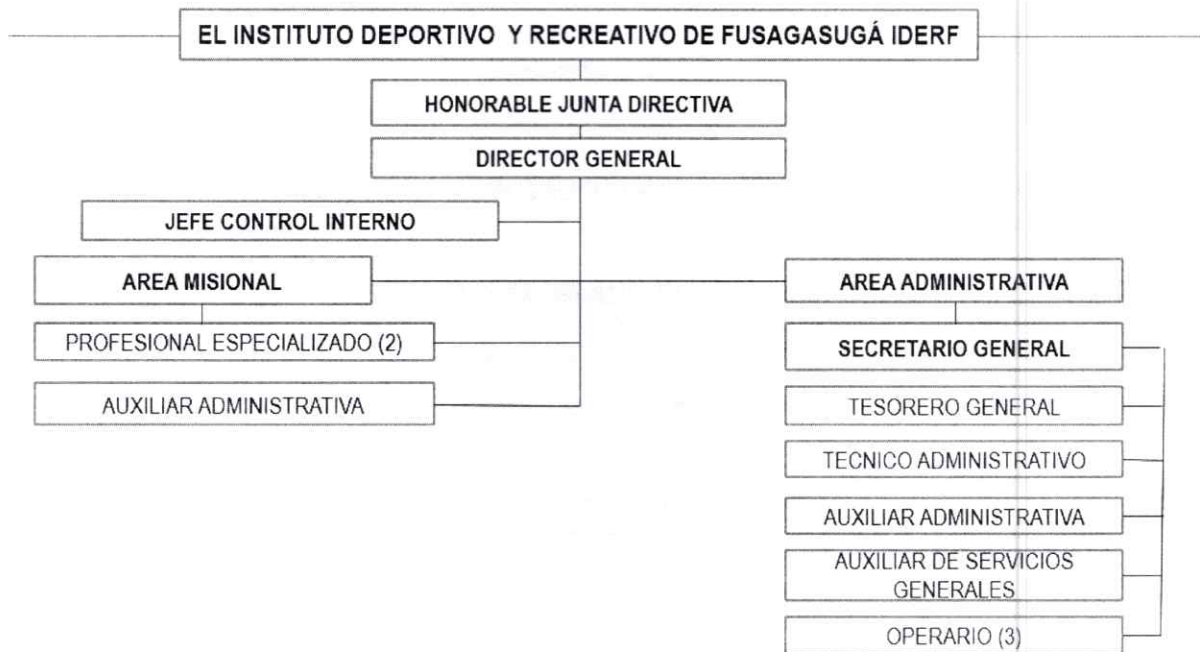 EL INSTITUTO DEPORTIVO Y RECREATIVO DE FUSAGASUGÁ IDERF
HONORABLE JUNTA DIRECTIVA
DIRECTOR GENERAL
JEFE CONTROL INTERNO
AREA MISIONAL
PROFESIONAL ESPECIALIZADO (2)
AUXILIAR ADMINISTRATIVA
AREA ADMINISTRATIVA
SECRETARIO GENERAL
TESORERO GENERAL
TECNICO ADMINISTRATIVO
AUXILIAR ADMINISTRATIVA
AUXILIAR DE SERVICIOS
GENERALES
OPERARIO (3)